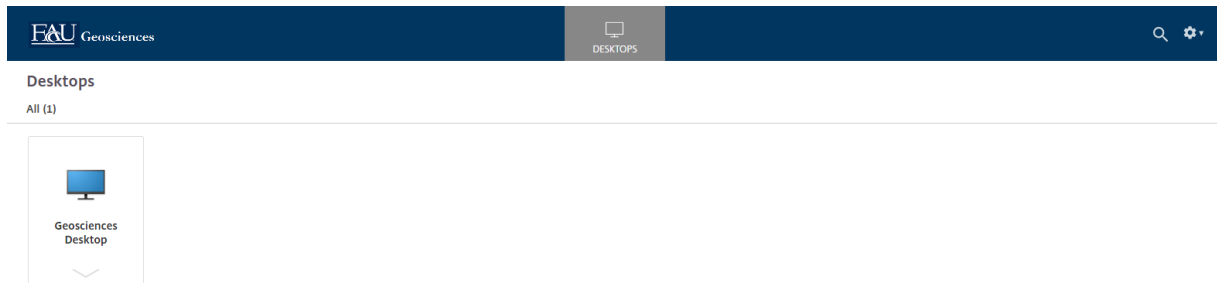 FAU Geosciences
DESKTOPS
Desktops
All (1)
Geosciences
Desktop